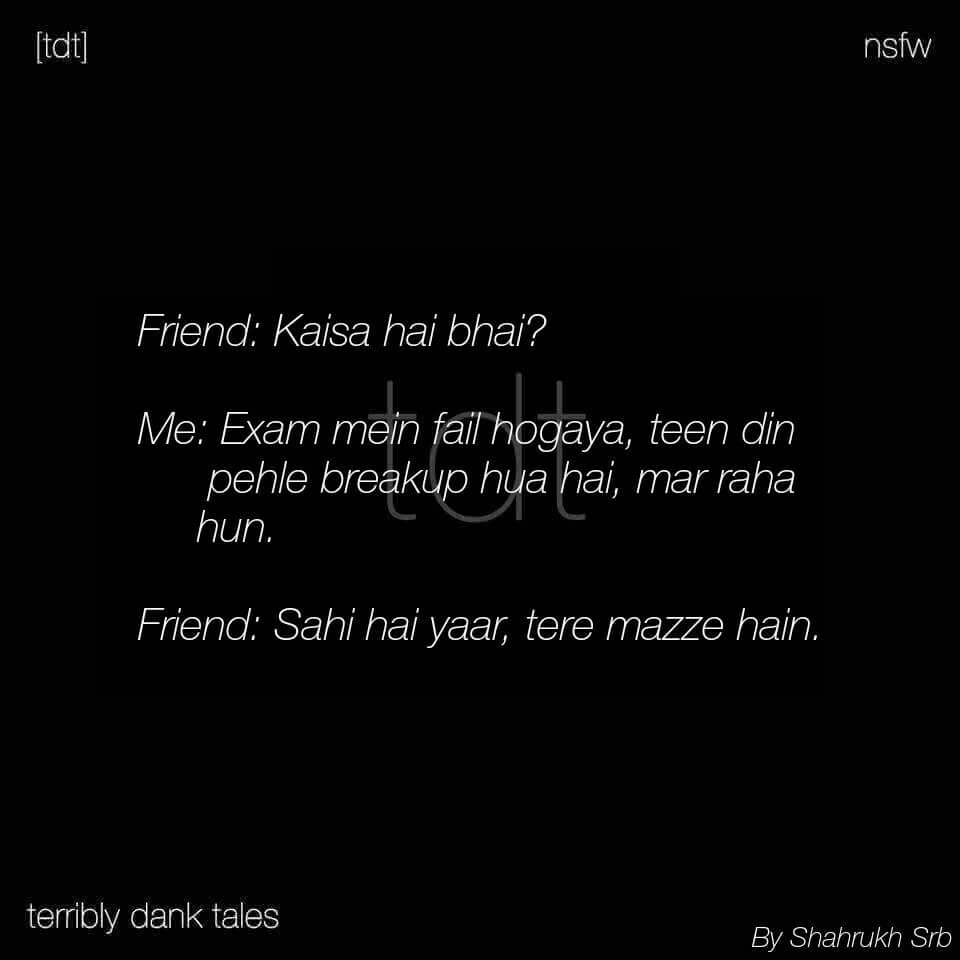 [tdt]
nsfw
Friend: Kaisa hai bhai?
Me: Exam mein fail hogaya, teen din
pehle breakup hua hai, mar raha
hun.
Friend: Sahi hai yaar, tere mazze hain.
tdt
terribly dank tales
By Shahrukh Srb